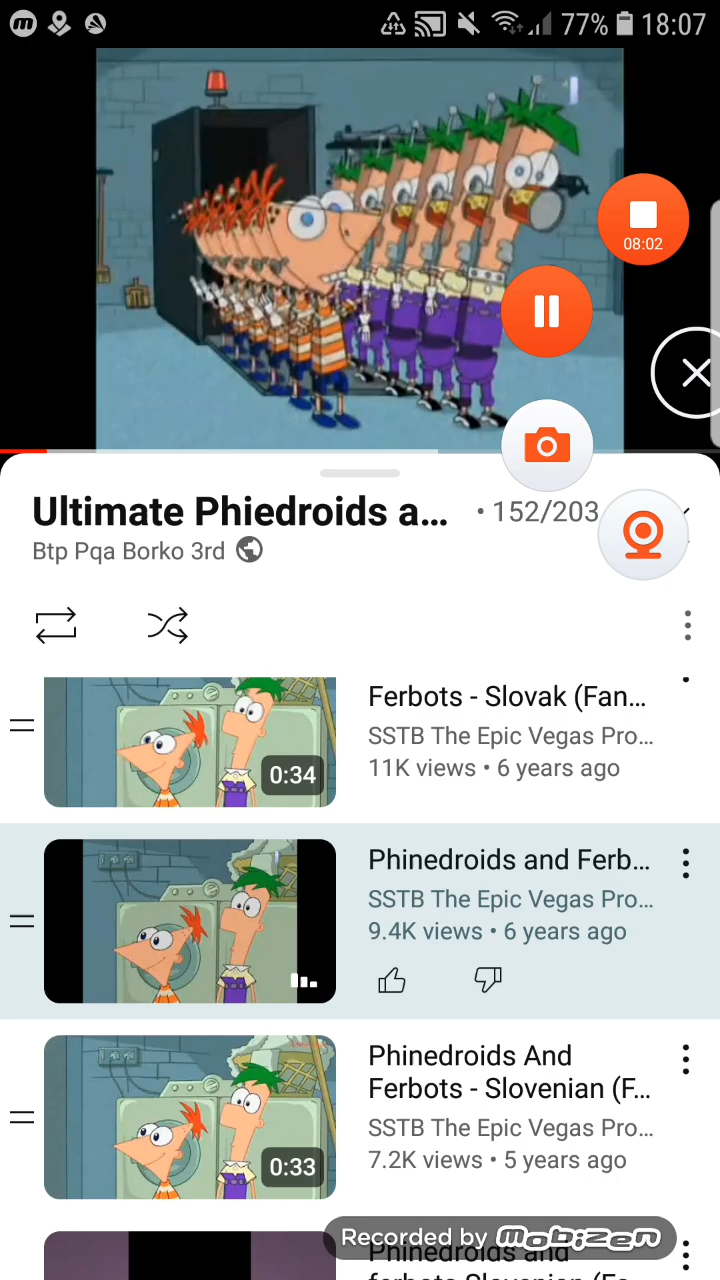 77% 18:07
08:02
Ultimate Phiedroids a... • 152/203
Btp Pqa Borko 3rd
Ferbots - Slovak (Fan...
SSTB The Epic Vegas Pro...
11K views • 6 years ago
0:34
Phinedroids and Ferb...
SSTB The Epic Vegas Pro...
9.4K views • 6 years ago
Phinedroids And
Ferbots - Slovenian (F...
SSTB The Epic Vegas Pro...
7.2K views • 5 years ago
0:33
Recorded by mobizen
Phinedroids and